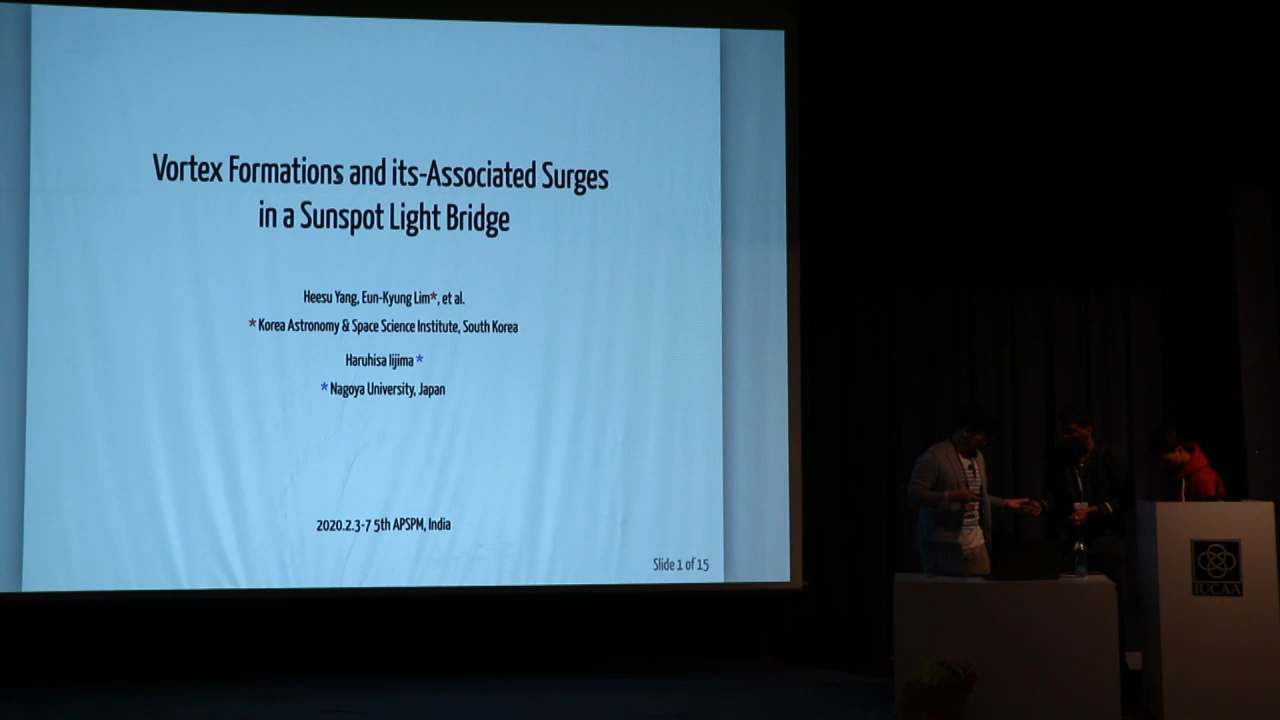 Vortex Formations and its-Associated Surges
in a Sunspot Light Bridge
Heesu Yang, Eun-Kyung Lim*, et al.
* Korea Astronomy & Space Science Institute, South Korea
Haruhisa Iijima *
* Nagoya University, Japan
2020.2.3-7 5th APSPM, India
Slide 1 of 15
IUCAA